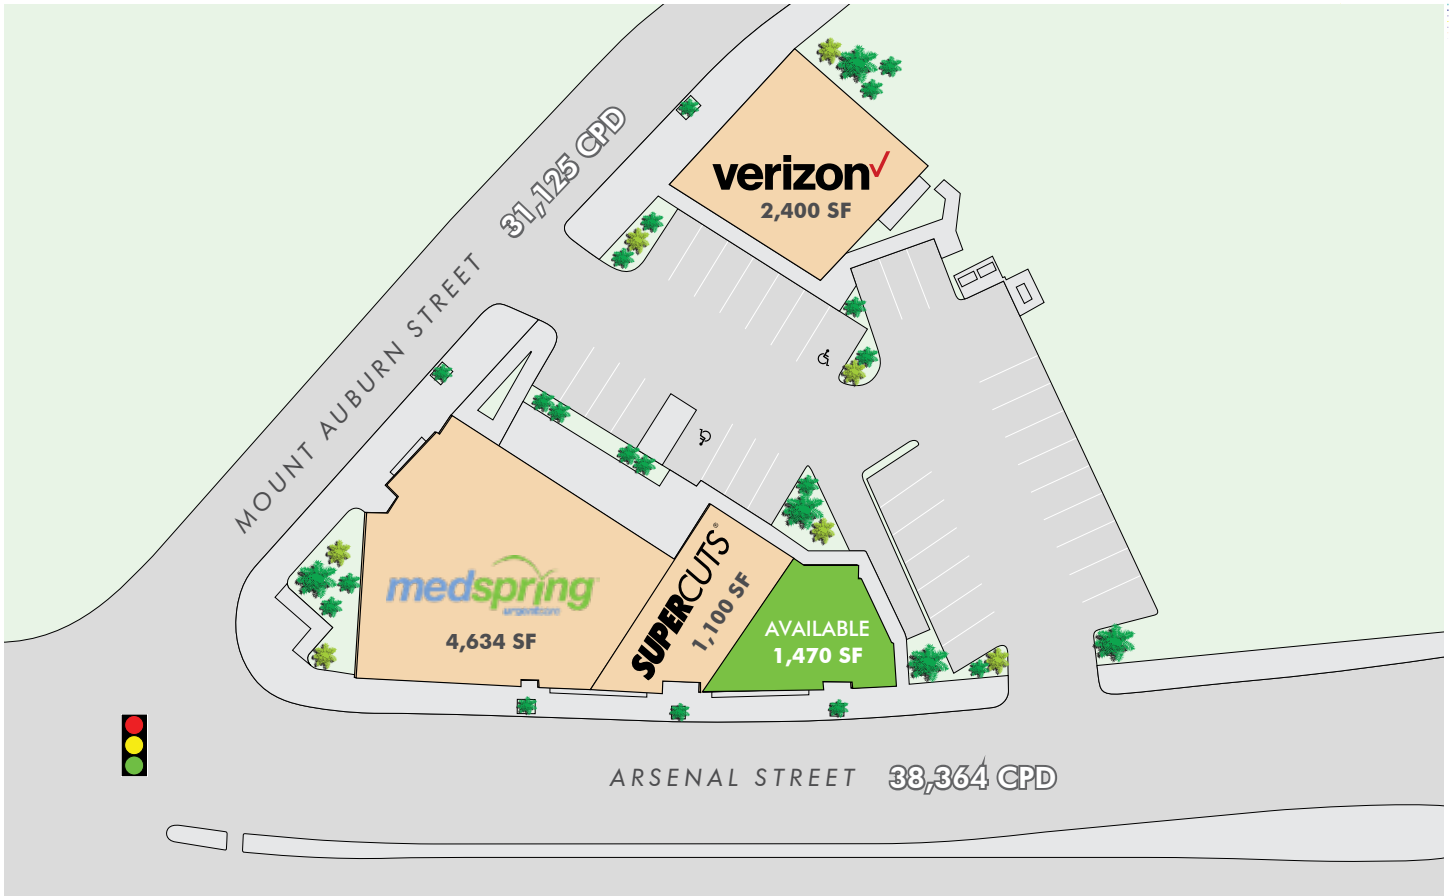 31,125 CPD
MOUNT AUBURN STREET
verizon
2,400 SF
medspring
urgentcare
4,634 SF
SUPERCUTS®
1,100 SF
AVAILABLE
1,470 SF
ARSENAL STREET 38,364 CPD